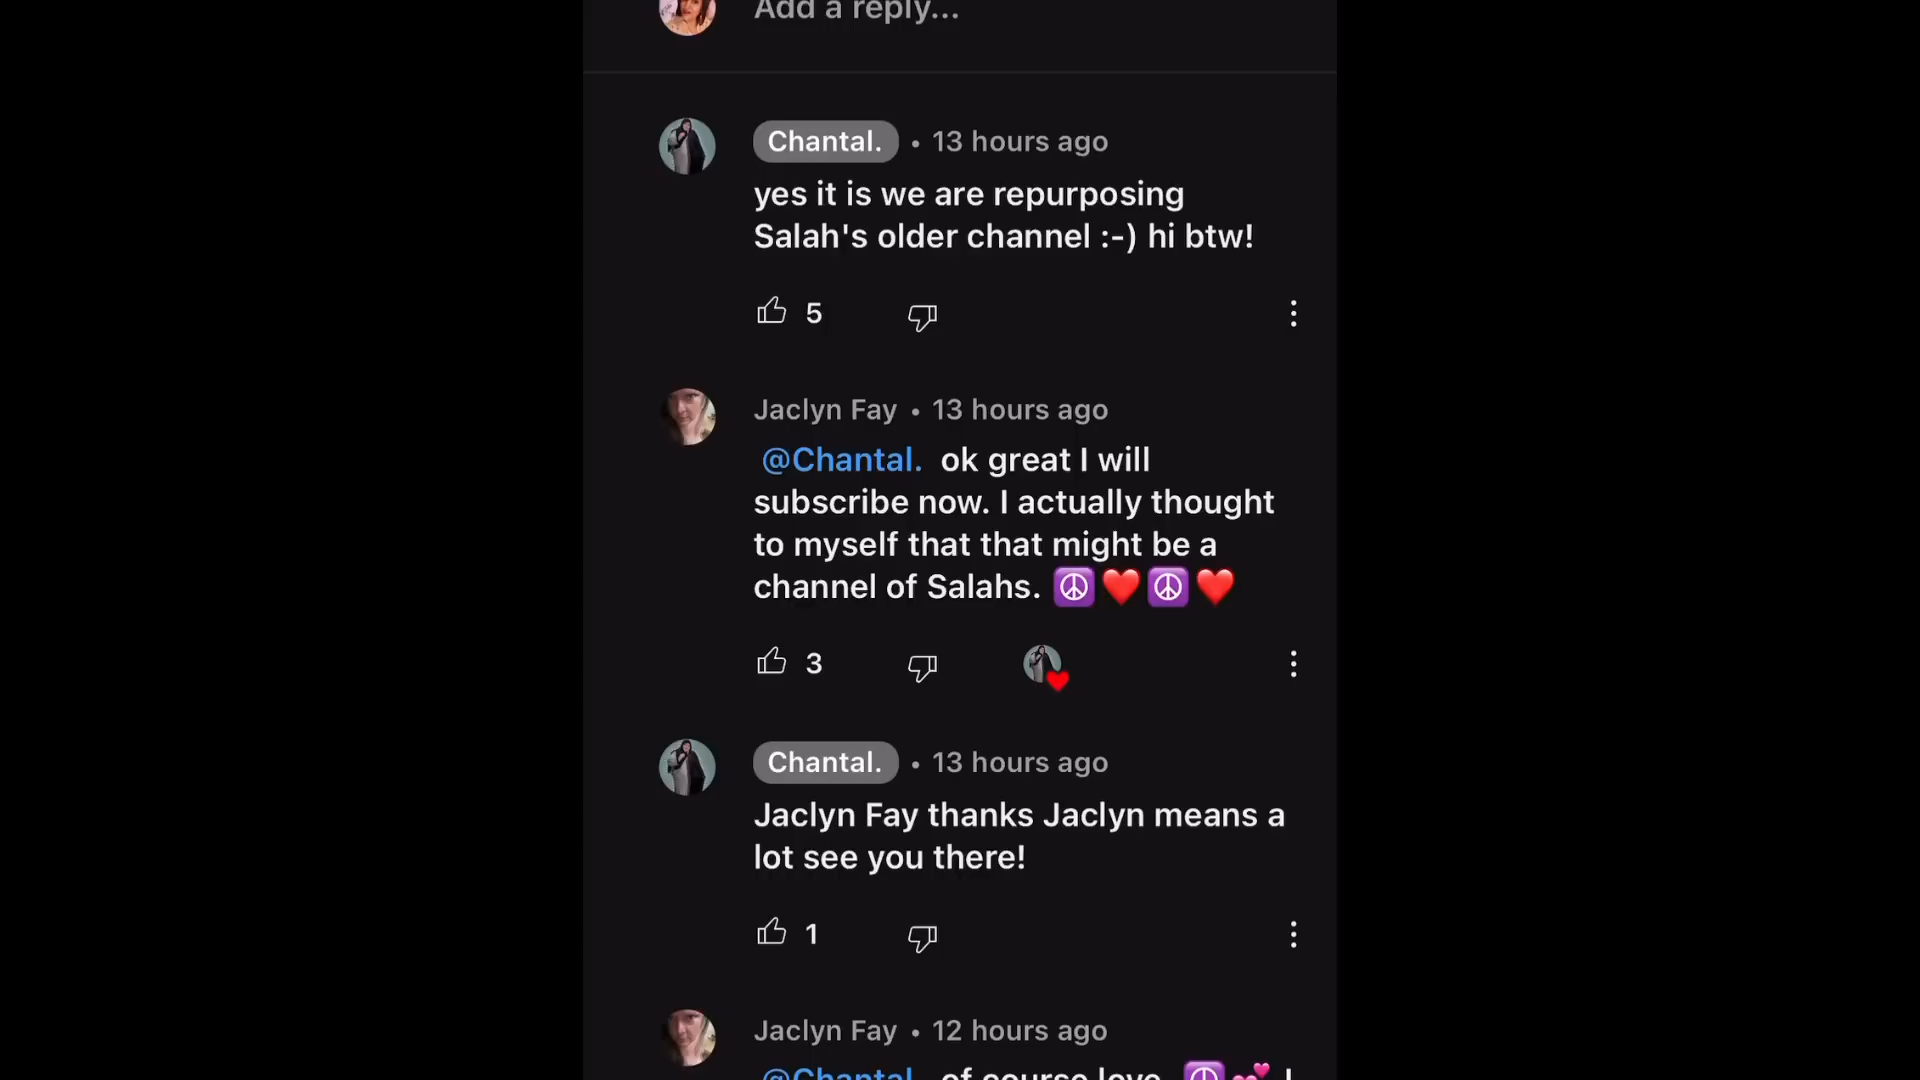 Add a reply...
Chantal. • 13 hours ago
yes it is we are repurposing
Salah's older channel :-) hi btw!
5
Jaclyn Fay • 13 hours ago
@Chantal. ok great I will
subscribe now. I actually thought
to myself that that might be a
channel of Salahs. ☮️❤️☮️❤️
3
Chantal. • 13 hours ago
Jaclyn Fay thanks Jaclyn means a
lot see you there!
1
Jaclyn Fay • 12 hours ago
@Chantal. of course love. ☮️💕 I